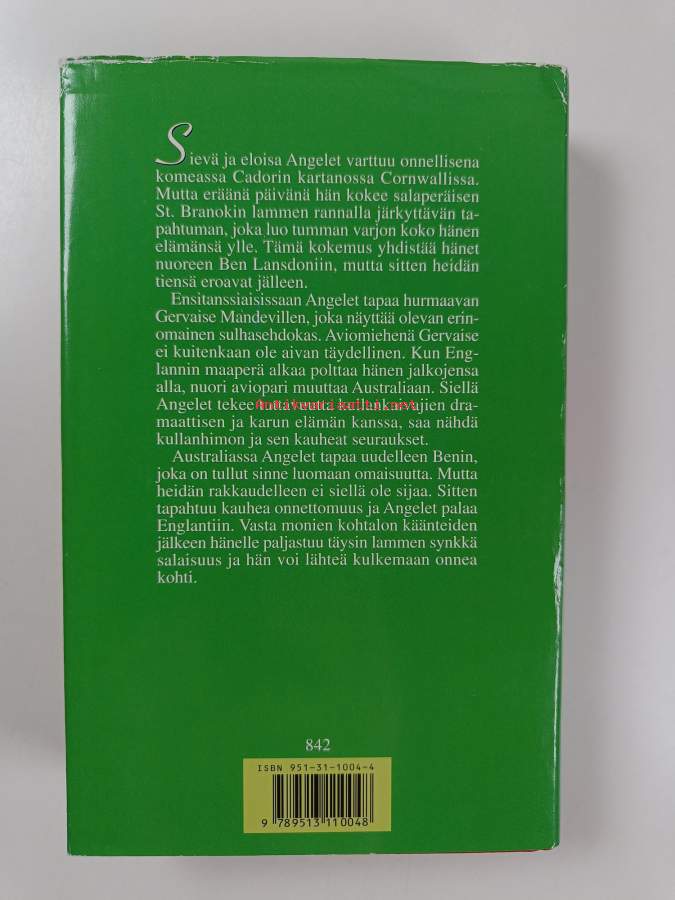 Sievä ja eloisa Angelet varttuu onnellisena
komeassa Cadorin kartanossa Cornwallissa.
Mutta eräänä päivänä hän kokee salaperäisen
St. Branokin lammen rannalla järkyttävän ta-
pahtuman, joka luo tumman varjon koko hänen
elämänsä ylle. Tämä kokemus yhdistää hänet
nuoreen Ben Lansdoniin, mutta sitten heidän
tiensä eroavat jälleen.
Ensitanssiaisissaan Angelet tapaa hurmaavan
Gervaise Mandevillen, joka näyttää olevan erin-
omainen sulhasehdokas. Aviomiehenä Gervaise
ei kuitenkaan ole aivan täydellinen. Kun Eng-
lannin maaperä alkaa polttaa hänen jalkojensa
alla, nuori aviopari muuttaa Australiaan. Siellä
Angelet tekee tuttavuutta kullankaivajien dra-
maattisen ja karun elämän kanssa, saa nähdä
kullanhimon ja sen kauheat seuraukset.
Australiassa Angelet tapaa uudelleen Benin,
joka on tullut sinne luomaan omaisuutta. Mutta
heidän rakkaudelleen ei siellä ole sijaa. Sitten
tapahtuu kauhea onnettomuus ja Angelet palaa
Englantiin. Vasta monien kohtalon käänteiden
jälkeen hänelle paljastuu täysin lammen synkkä
salaisuus ja hän voi lähteä kulkemaan onnea
kohti.
842
ISBN 951-31-1004-4
9 789513 110048